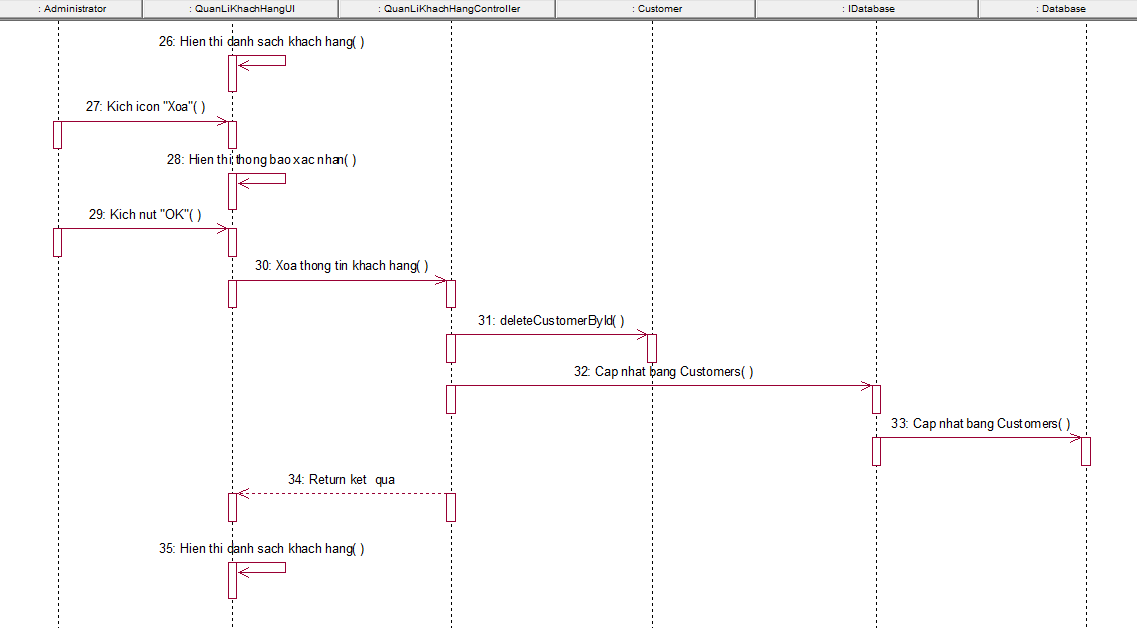 : Administrator
: QuanLiKhachHangUI
: QuanLiKhachHangController
: Customer
: IDatabase
: Database
26: Hien thi danh sach khach hang( )
27: Kich icon "Xoa"( )
28: Hien thi thong bao xac nhan( )
29: Kich nut "OK"( )
30: Xoa thong tin khach hang( )
31: deleteCustomerById( )
32: Cap nhat bang Customers( )
33: Cap nhat bang Customers( )
34: Return ket qua
35: Hien thi danh sach khach hang( )